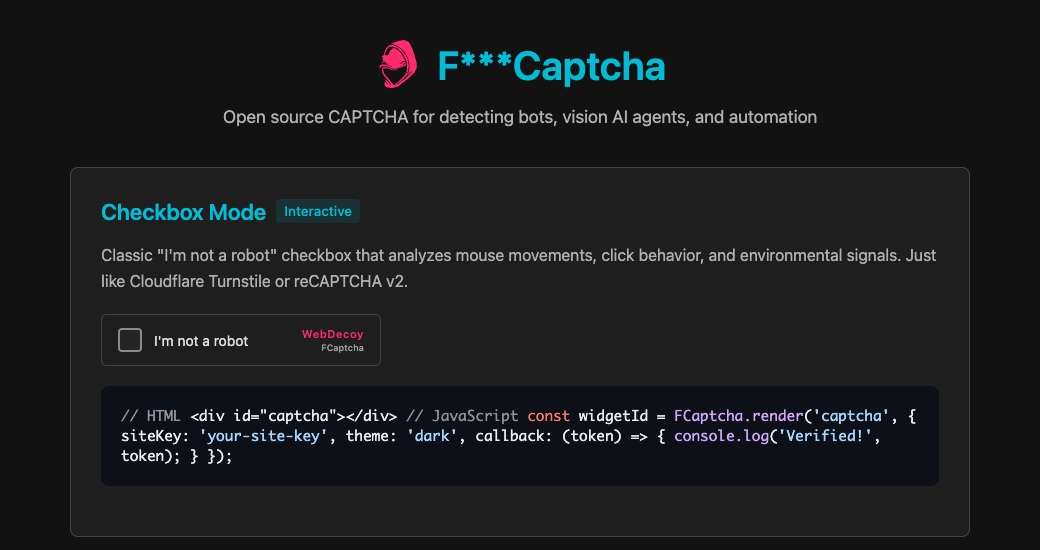 F***Captcha
Open source CAPTCHA for detecting bots, vision AI agents, and automation
Checkbox Mode Interactive
Classic "I'm not a robot" checkbox that analyzes mouse movements, click behavior, and environmental signals. Just
like Cloudflare Turnstile or reCAPTCHA v2.
I'm not a robot
WebDecoy
FCaptcha
// HTML <div id="captcha"></div> // JavaScript const widgetId = FCaptcha.render('captcha', {
siteKey: 'your-site-key', theme: 'dark', callback: (token) => { console.log('Verified!',
token); } });